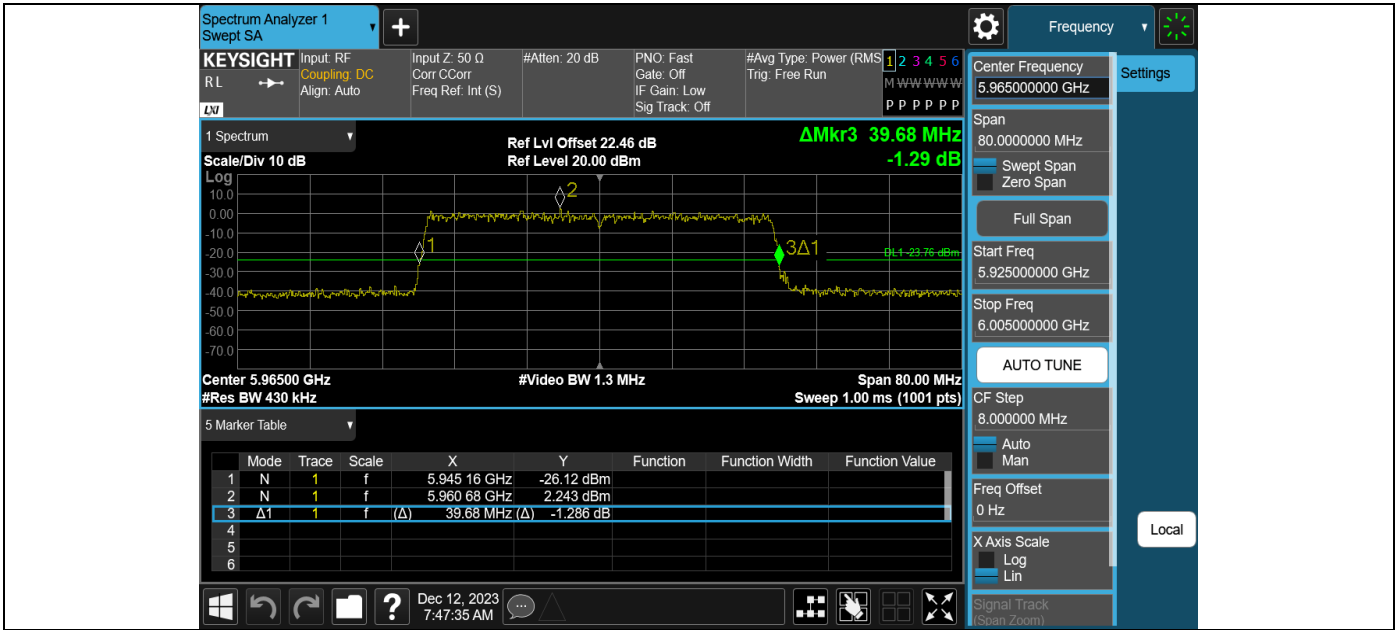 Spectrum Analyzer 1
Swept SA
+
Frequency
KEYSIGHT
R L
LXI
Input: RF
Coupling: DC
Align: Auto
Input Z: 50 Ω
Corr CCorr
Freq Ref: Int (S)
#Atten: 20 dB
PNO: Fast
Gate: Off
IF Gain: Low
Sig Track: Off
#Avg Type: Power (RMS
Trig: Free Run
1 2 3 4 5 6
M W W W W W
P P P P P P
1 Spectrum
Scale/Div 10 dB
Ref Lvl Offset 22.46 dB
Ref Level 20.00 dBm
ΔMkr3 39.68 MHz
-1.29 dB
Log
10.0
0.00
-10.0
-20.0
-30.0
-40.0
-50.0
-60.0
-70.0
2
1
3Δ1
DL1 -23.76 dBm
Center 5.96500 GHz
#Video BW 1.3 MHz
Span 80.00 MHz
#Res BW 430 kHz
Sweep 1.00 ms (1001 pts)
5 Marker Table
Mode Trace Scale X Y Function Function Width Function Value
1 N 1 f 5.945 16 GHz -26.12 dBm
2 N 1 f 5.960 68 GHz 2.243 dBm
3 Δ1 1 f (Δ) 39.68 MHz (Δ) -1.286 dB
4
5
6
?
Dec 12, 2023
7:47:35 AM
Center Frequency
5.965000000 GHz
Settings
Span
80.0000000 MHz
Swept Span
Zero Span
Full Span
Start Freq
5.925000000 GHz
Stop Freq
6.005000000 GHz
AUTO TUNE
CF Step
8.000000 MHz
Auto
Man
Freq Offset
0 Hz
X Axis Scale
Log
Lin
Signal Track
(Span Zoom)
Local